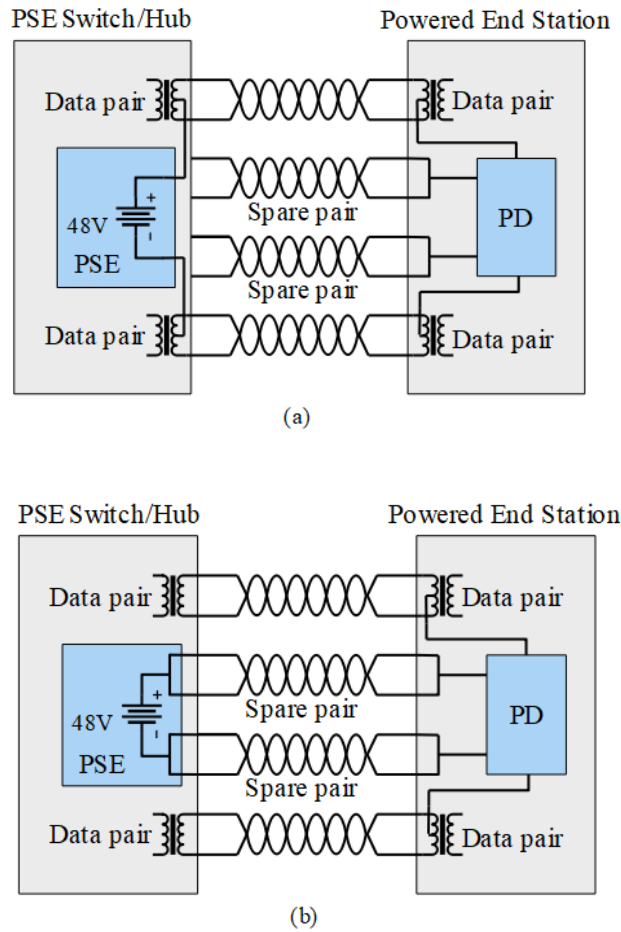 PSE Switch/Hub
Powered End Station
Data pair
Data pair
+
48V
-
PSE
Spare pair
PD
Spare pair
Data pair
Data pair
(a)
PSE Switch/Hub
Powered End Station
Data pair
Data pair
+
48V
-
PSE
Spare pair
PD
Spare pair
Data pair
Data pair
(b)